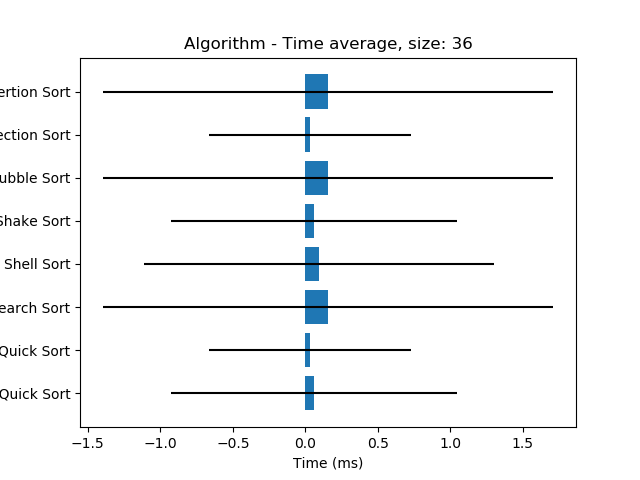 Algorithm - Time average, size: 36
ertion Sort
ection Sort
ubble Sort
Shake Sort
Shell Sort
earch Sort
Quick Sort
Quick Sort
−1.5 −1.0 −0.5 0.0 0.5 1.0 1.5
Time (ms)